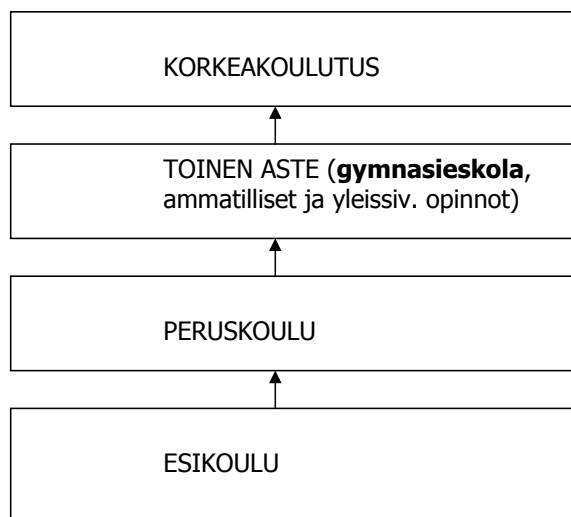 KORKEAKOULUTUS
TOINEN ASTE (gymnasieskola,
ammatilliset ja yleissiv. opinnot)
PERUSKOULU
ESIKOULU